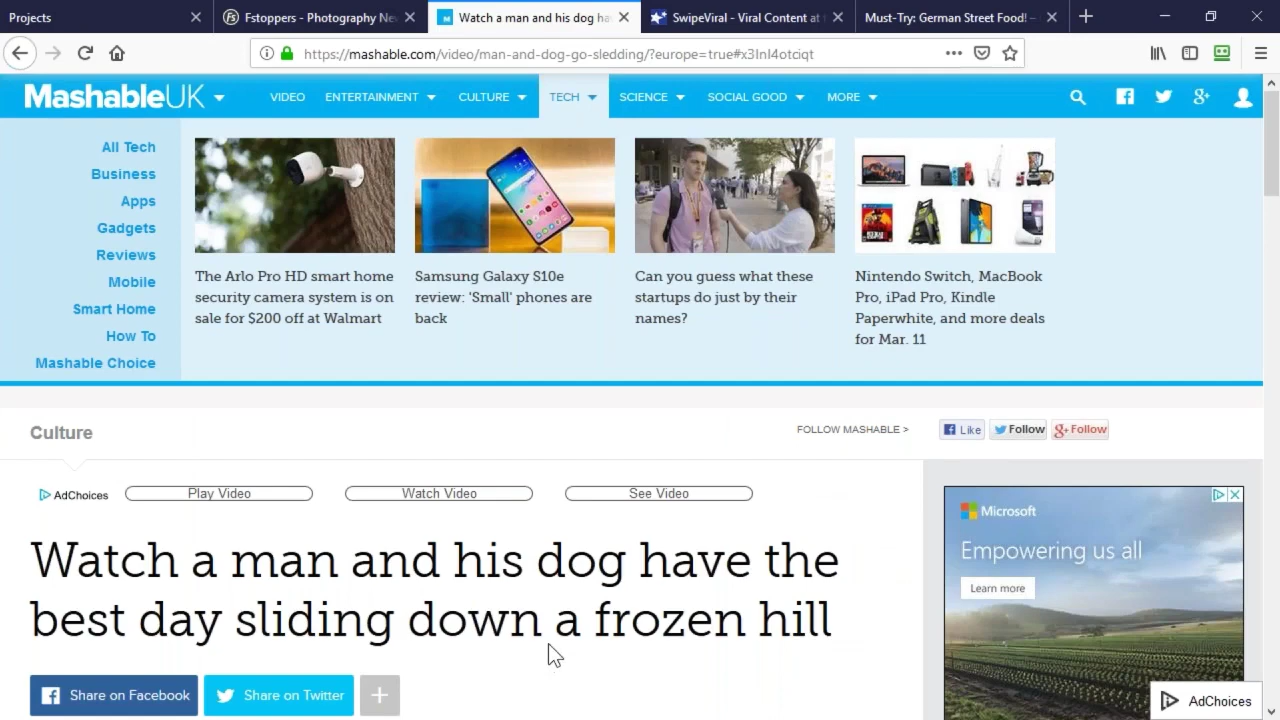 Projects
Fstoppers - Photography Ne
Watch a man and his dog ha
SwipeViral - Viral Content at
Must-Try: German Street Food! –
https://mashable.com/video/man-and-dog-go-sledding/?europe=true#x3InI4otciqt
MashableUK
VIDEO
ENTERTAINMENT
CULTURE
TECH
SCIENCE
SOCIAL GOOD
MORE
All Tech
Business
Apps
Gadgets
Reviews
Mobile
Smart Home
How To
Mashable Choice
The Arlo Pro HD smart home
security camera system is on
sale for $200 off at Walmart
Samsung Galaxy S10e
review: 'Small' phones are
back
Can you guess what these
startups do just by their
names?
Nintendo Switch, MacBook
Pro, iPad Pro, Kindle
Paperwhite, and more deals
for Mar. 11
Culture
FOLLOW MASHABLE >
Like
Follow
g+ Follow
AdChoices
Play Video
Watch Video
See Video
Watch a man and his dog have the
best day sliding down a frozen hill
Share on Facebook
Share on Twitter
Microsoft
Empowering us all
Learn more
AdChoices